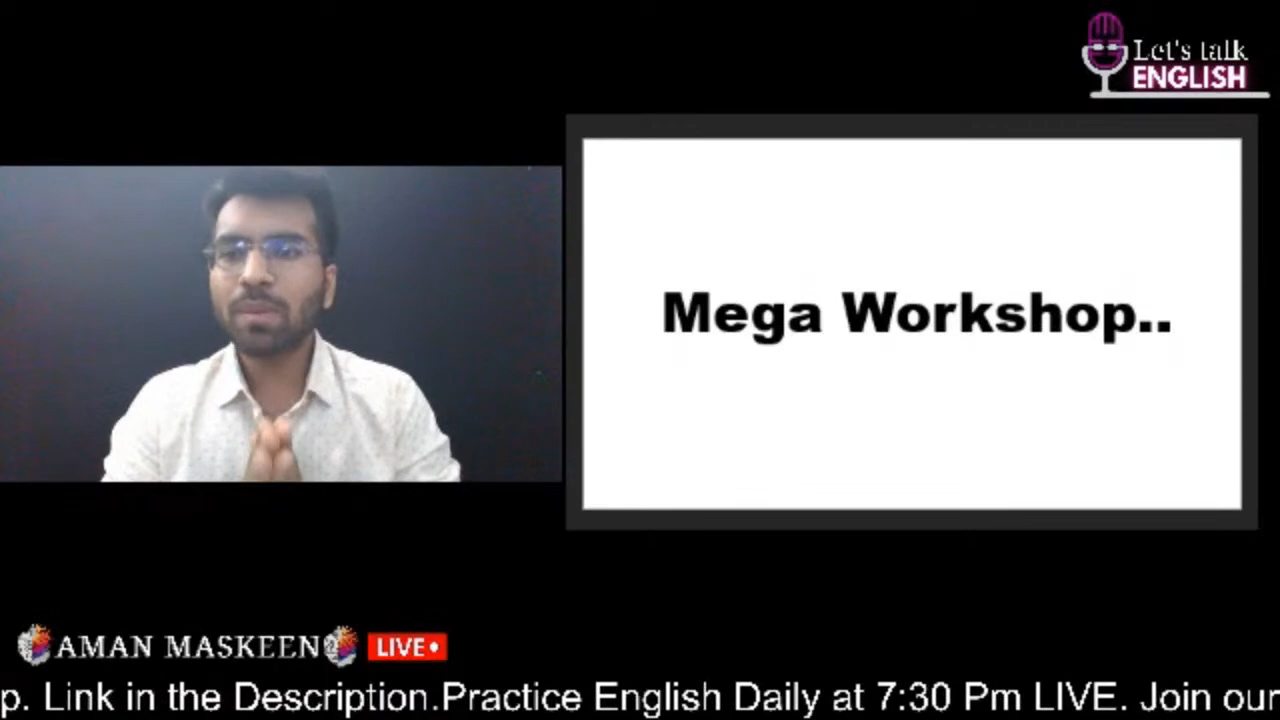 Let's talk
ENGLISH
Mega Workshop..
AMAN MASKEEN LIVE
p. Link in the Description.Practice English Daily at 7:30 Pm LIVE. Join our